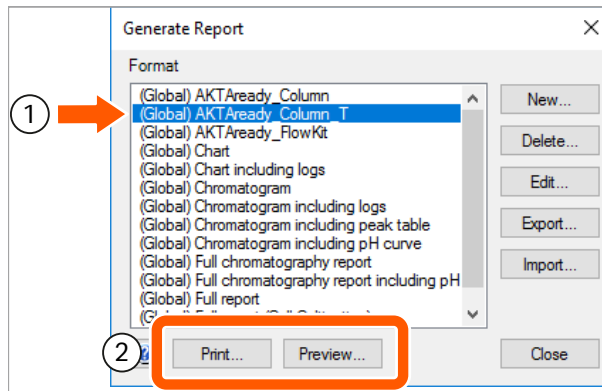 Generate Report
Format
1
(Global) AKTAready_Column
(Global) AKTAready_Column_T
(Global) AKTAready_FlowKit
(Global) Chart
(Global) Chart including logs
(Global) Chromatogram
(Global) Chromatogram including logs
(Global) Chromatogram including peak table
(Global) Chromatogram including pH curve
(Global) Full chromatography report
(Global) Full chromatography report including pH
(Global) Full report
New...
Delete...
Edit...
Export...
Import...
2
Print...
Preview...
Close